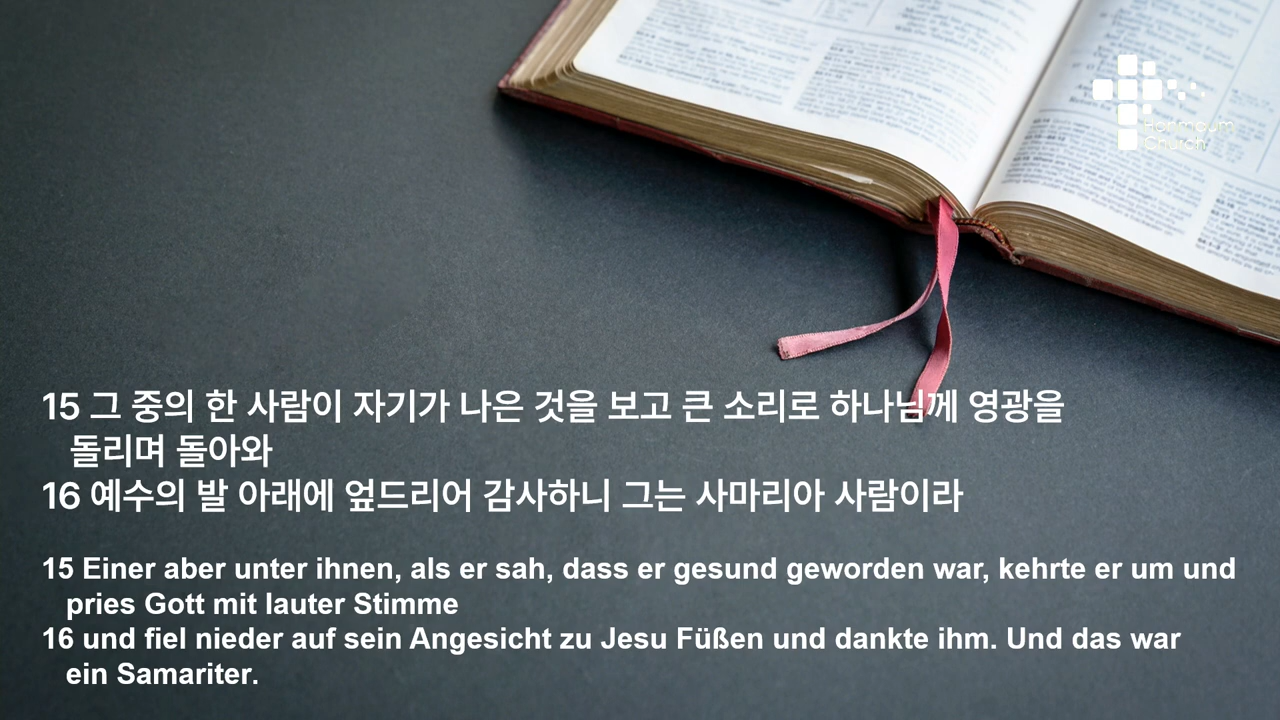 Church
15 그 중의 한 사람이 자기가 나은 것을 보고 큰 소리로 하나님께 영광을
돌리며 돌아와
16 예수의 발 아래에 엎드리어 감사하니 그는 사마리아 사람이라
15 Einer aber unter ihnen, als er sah, dass er gesund geworden war, kehrte er um und
pries Gott mit lauter Stimme
16 und fiel nieder auf sein Angesicht zu Jesu Füßen und dankte ihm. Und das war
ein Samariter.